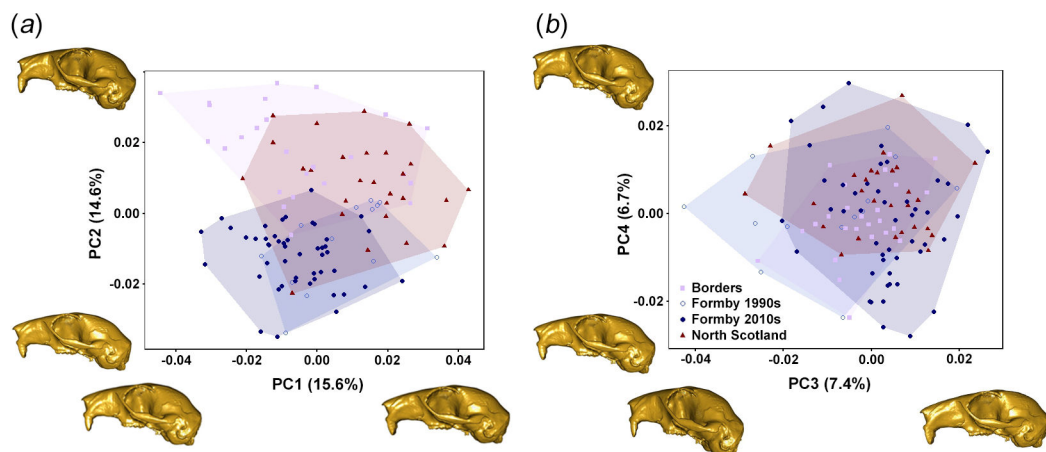 (a)
0.02
0.00
-0.02
PC2 (14.6%)
-0.04 -0.02 0.00 0.02 0.04
PC1 (15.6%)
(b)
0.02
0.00
-0.02
PC4 (6.7%)
Borders
Formby 1990s
Formby 2010s
North Scotland
-0.04 -0.02 0.00 0.02
PC3 (7.4%)